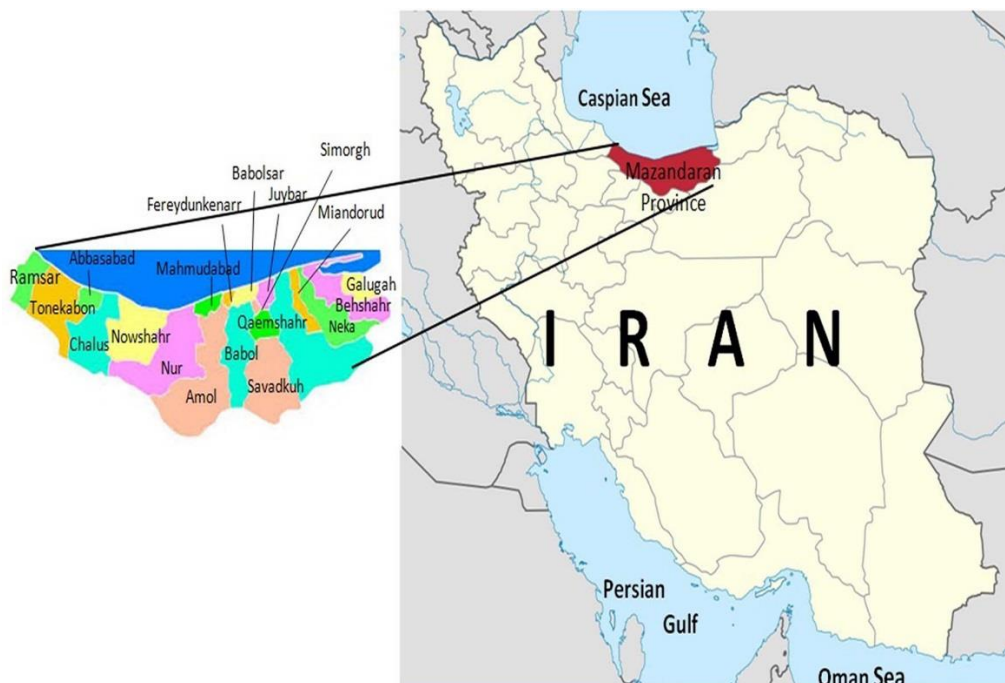 Simorgh
Babolsar
Juybar
Fereydunkenarr
Miandorud
Abbasabad
Mahmudabad
Ramsar
Galugah
Tonekabon
Behshahr
Qaemshahr
Neka
Nowshahr
Chalus
Babol
Nur
Savadkuh
Amol
Caspian Sea
Mazandaran
Province
IRAN
Persian
Gulf
Oman Sea